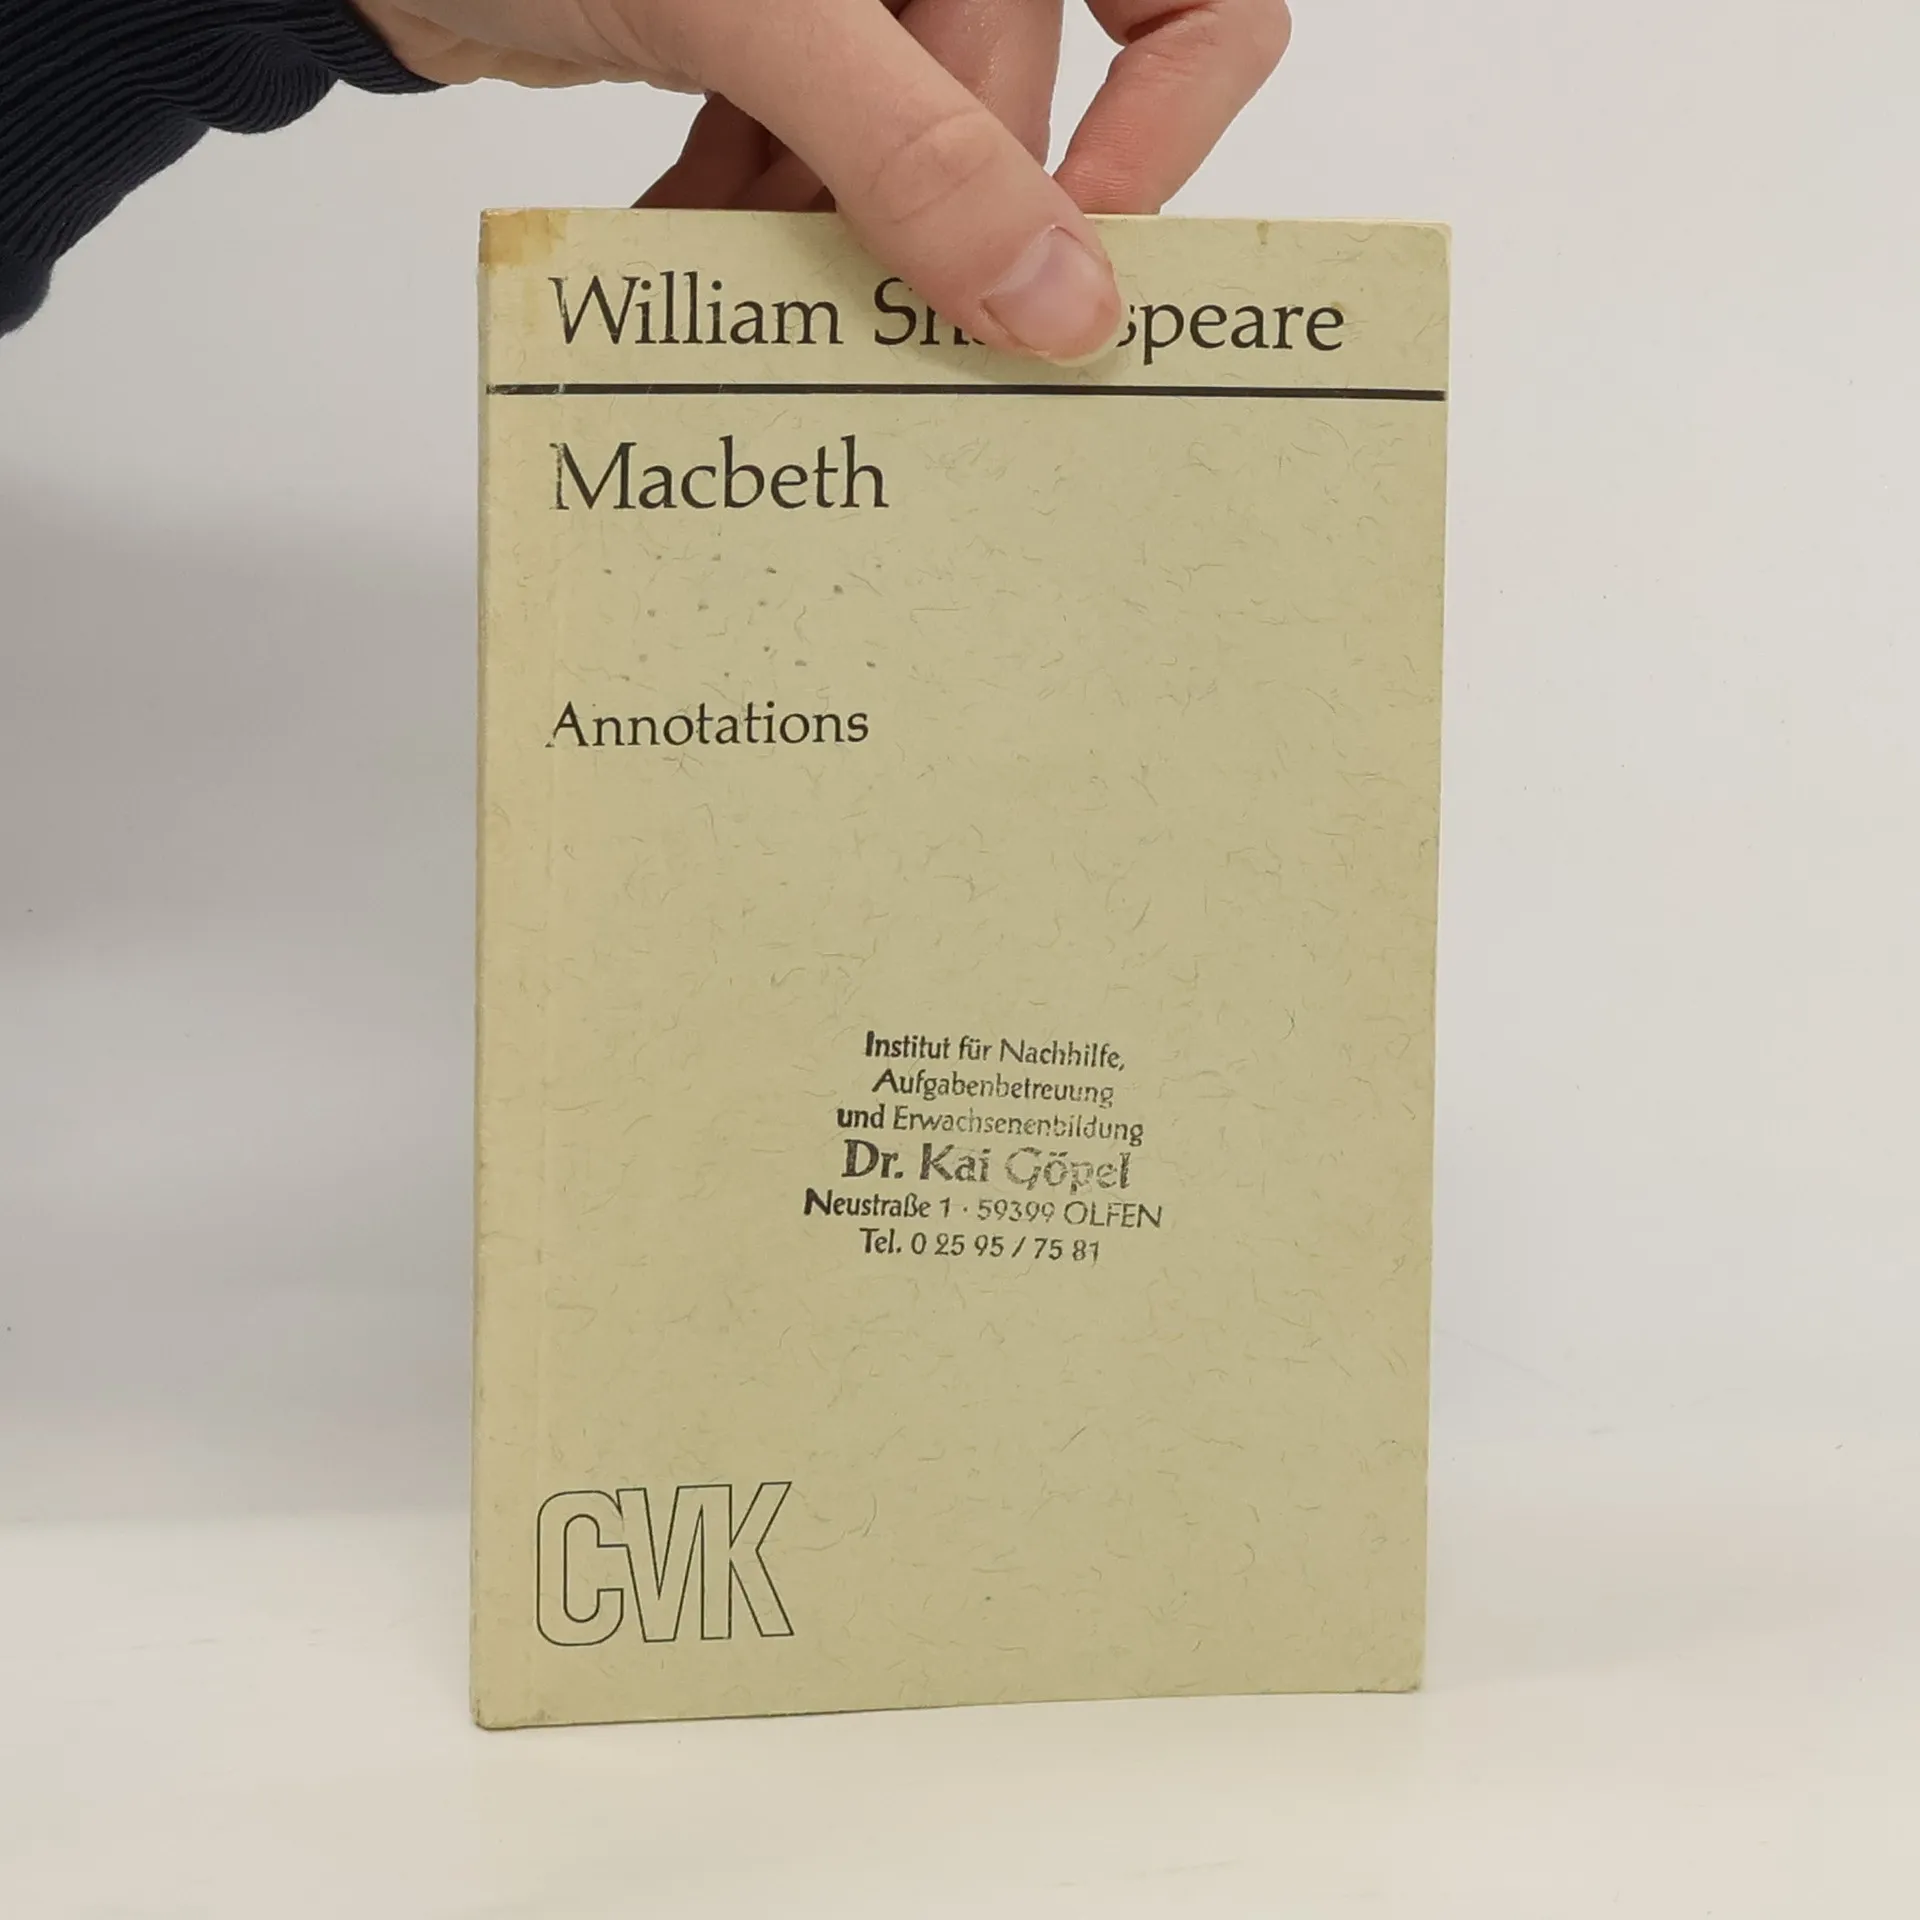 William Shakespeare
Macbeth
Annotations
Institut für Nachhilfe,
Aufgabenbetreuung
und Erwachsenenbildung
Dr. Kai Göpel
Neustraße 1 · 59399 OLFEN
Tel. 0 25 95 / 75 81
CVK